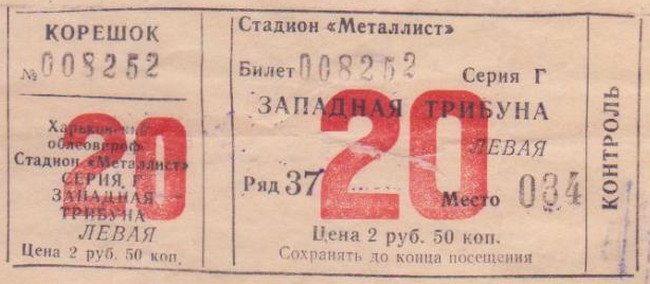 КОРЕШОК
№ 008252
20
Харьковский
облсовпроф.
Стадион «Металлист»
СЕРИЯ Г
ЗАПАДНАЯ
ТРИБУНА
ЛЕВАЯ
Цена 2 руб. 50 коп.
Стадион «Металлист»
Билет 008252 Серия Г
ЗАПАДНАЯ ТРИБУНА
20
ЛЕВАЯ
Ряд 37 Место 034
Цена 2 руб. 50 коп.
Сохранять до конца посещения
КОНТРОЛЬ